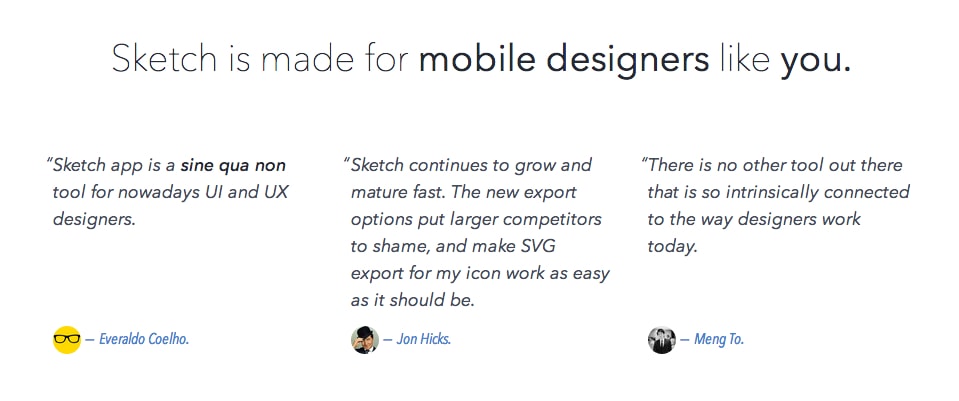 Sketch is made for mobile designers like you.
“Sketch app is a sine qua non
tool for nowadays UI and UX
designers.
— Everaldo Coelho.
“Sketch continues to grow and
mature fast. The new export
options put larger competitors
to shame, and make SVG
export for my icon work as easy
as it should be.
— Jon Hicks.
“There is no other tool out there
that is so intrinsically connected
to the way designers work
today.
— Meng To.